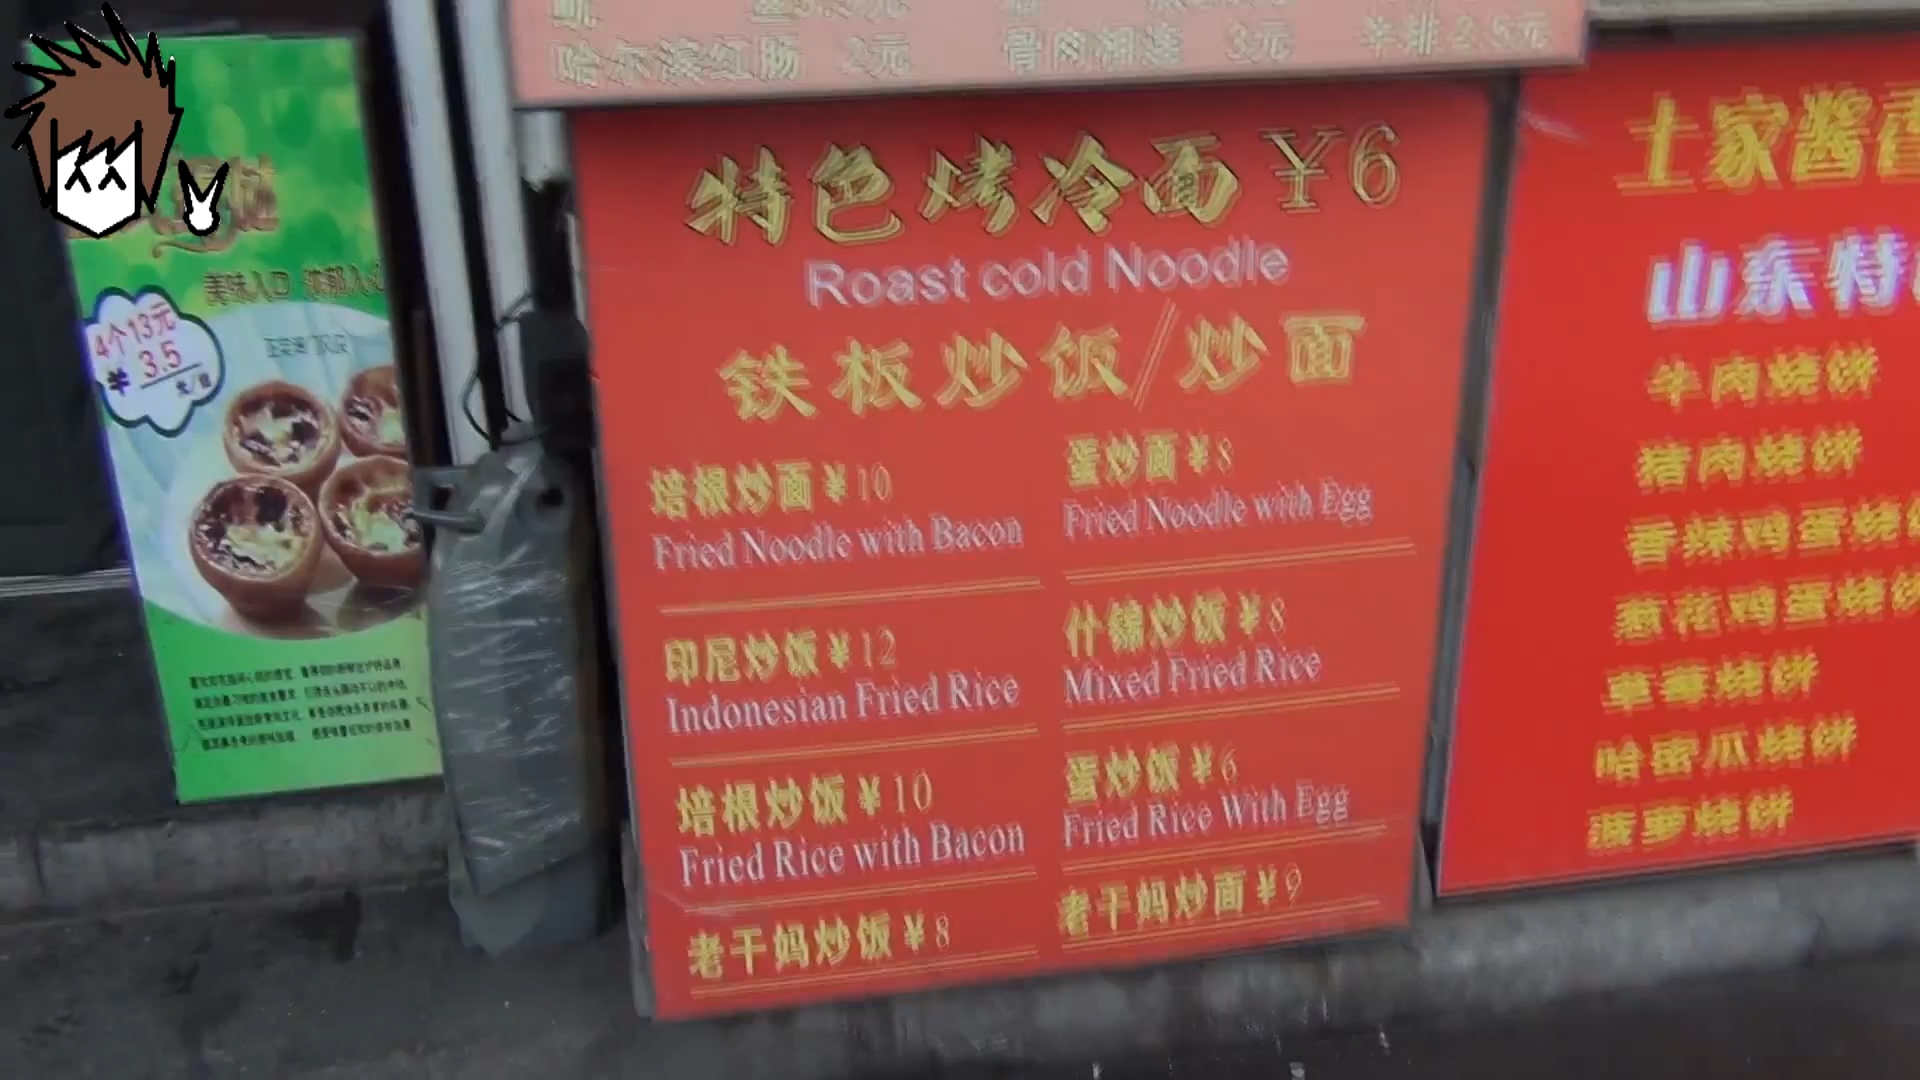 哈尔滨红肠 2元 骨肉相连 3元 羊排 2.5元
美味入口
4个13元
3.5
特色烤冷面 ¥6
Roast cold Noodle
铁板炒饭/炒面
培根炒面 ¥10
Fried Noodle with Bacon
蛋炒面 ¥8
Fried Noodle with Egg
印尼炒饭 ¥12
Indonesian Fried Rice
什锦炒饭 ¥8
Mixed Fried Rice
培根炒饭 ¥10
Fried Rice with Bacon
蛋炒饭 ¥6
Fried Rice With Egg
老干妈炒饭 ¥8
老干妈炒面 ¥9
土家酱香
山东特
牛肉烧饼
猪肉烧饼
香辣鸡蛋烧
葱花鸡蛋烧
草莓烧饼
哈密瓜烧饼
菠萝烧饼